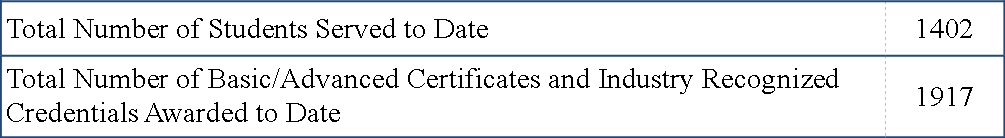 Total Number of Students Served to Date 1402
Total Number of Basic/Advanced Certificates and Industry Recognized
Credentials Awarded to Date 1917